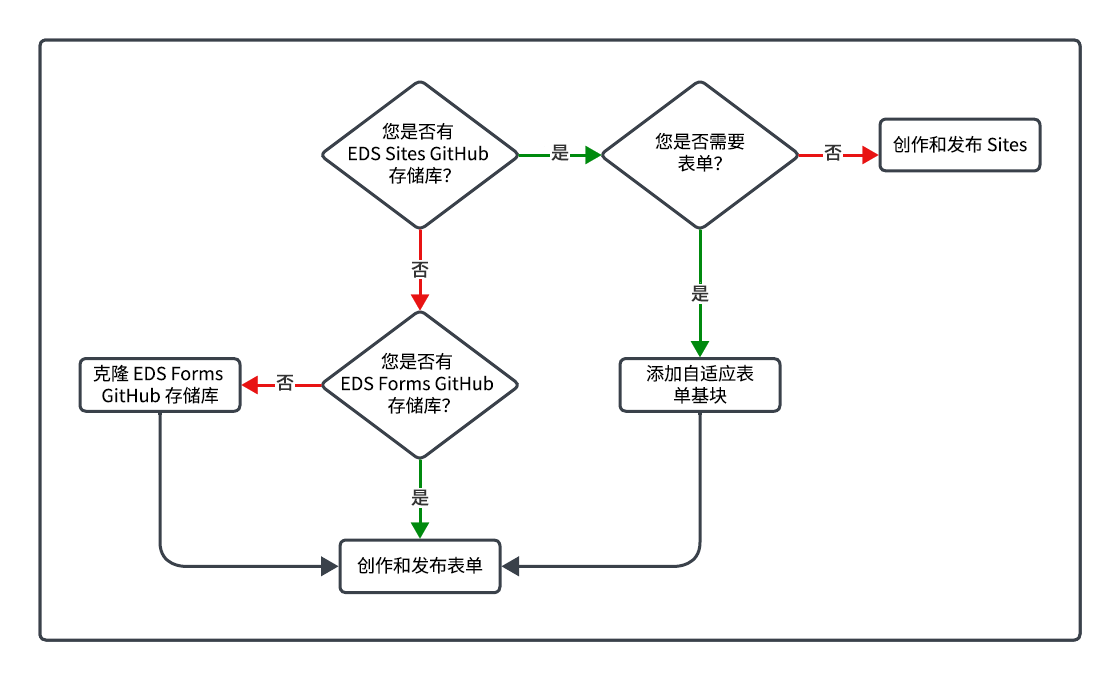 您是否有
EDS Sites GitHub
存储库？
是
您是否需要
表单？
否
创作和发布 Sites
否
是
您是否有
EDS Forms GitHub
存储库？
否
克隆 EDS Forms
GitHub 存储库
添加自适应表
单基块
是
创作和发布表单